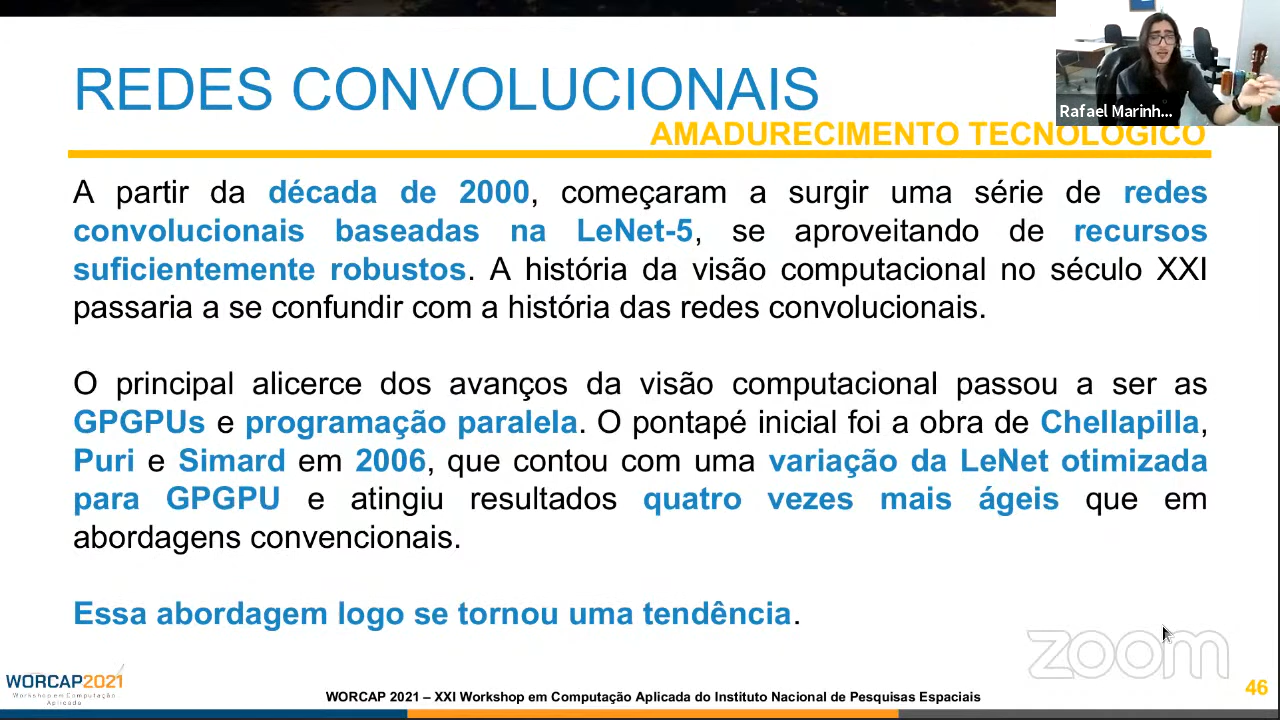 REDES CONVOLUCIONAIS
Rafael Marinh...
AMADURECIMENTO TECNOLÓGICO
A partir da década de 2000, começaram a surgir uma série de redes
convolucionais baseadas na LeNet-5, se aproveitando de recursos
suficientemente robustos. A história da visão computacional no século XXI
passaria a se confundir com a história das redes convolucionais.
O principal alicerce dos avanços da visão computacional passou a ser as
GPGPUs e programação paralela. O pontapé inicial foi a obra de Chellapilla,
Puri e Simard em 2006, que contou com uma variação da LeNet otimizada
para GPGPU e atingiu resultados quatro vezes mais ágeis que em
abordagens convencionais.
Essa abordagem logo se tornou uma tendência.
zoom
WORCAP2021
Workshop em Computação
Aplicada
WORCAP 2021 – XXI Workshop em Computação Aplicada do Instituto Nacional de Pesquisas Espaciais
46